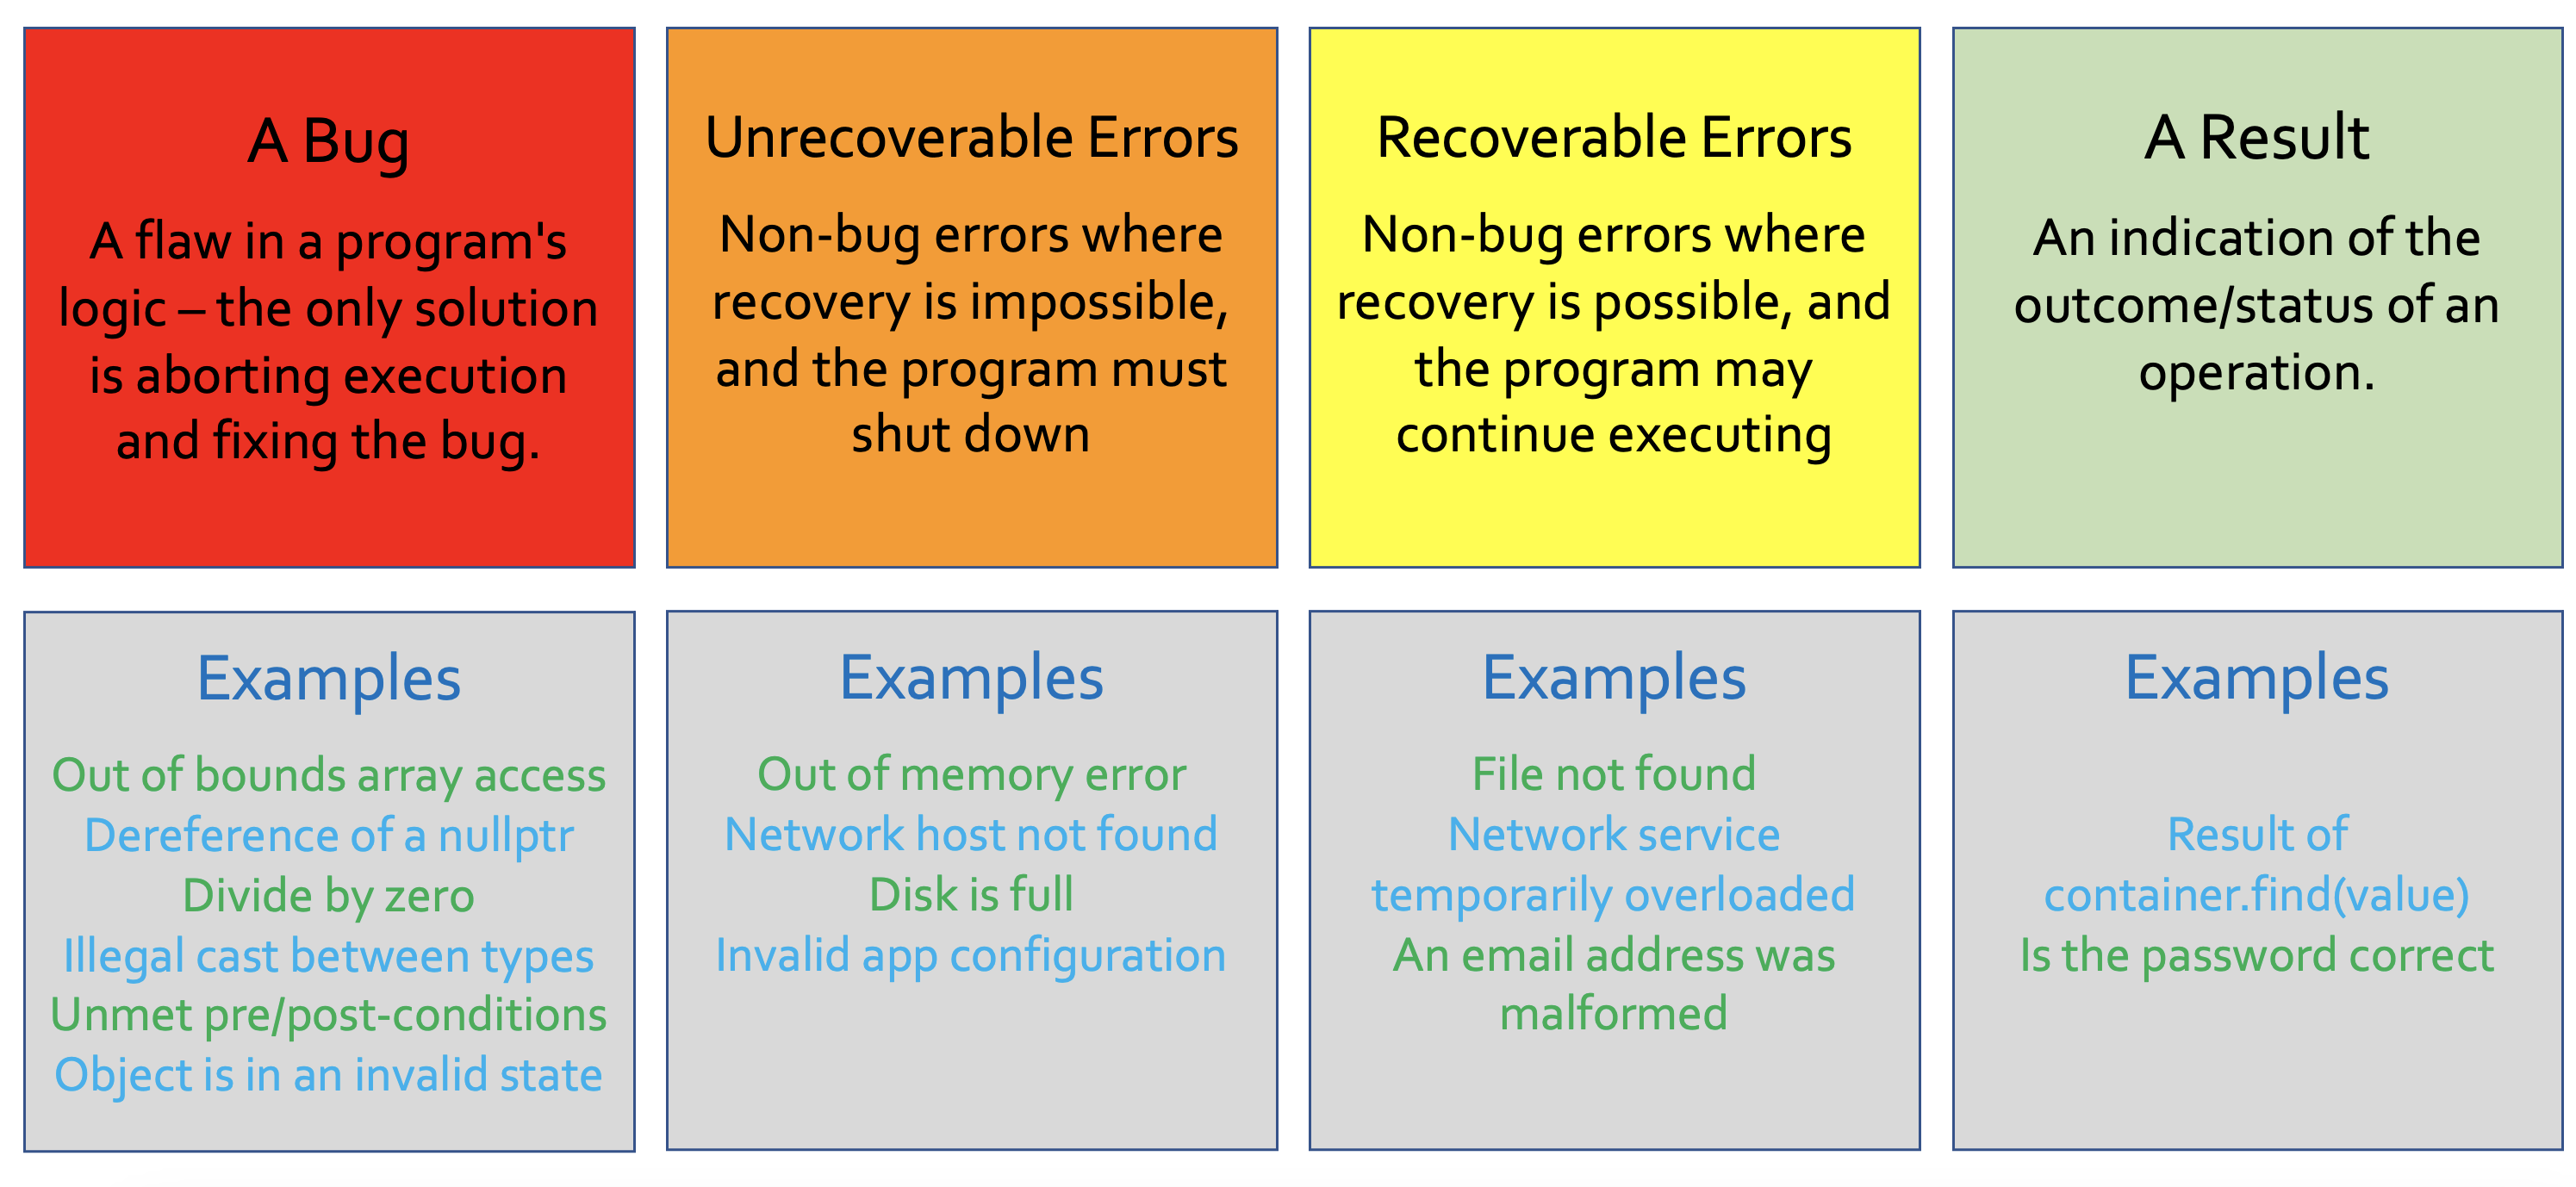 A Bug
A flaw in a program's
logic – the only solution
is aborting execution
and fixing the bug.
Unrecoverable Errors
Non-bug errors where
recovery is impossible,
and the program must
shut down
Recoverable Errors
Non-bug errors where
recovery is possible, and
the program may
continue executing
A Result
An indication of the
outcome/status of an
operation.
Examples
Out of bounds array access
Dereference of a nullptr
Divide by zero
Illegal cast between types
Unmet pre/post-conditions
Object is in an invalid state
Examples
Out of memory error
Network host not found
Disk is full
Invalid app configuration
Examples
File not found
Network service
temporarily overloaded
An email address was
malformed
Examples
Result of
container.find(value)
Is the password correct